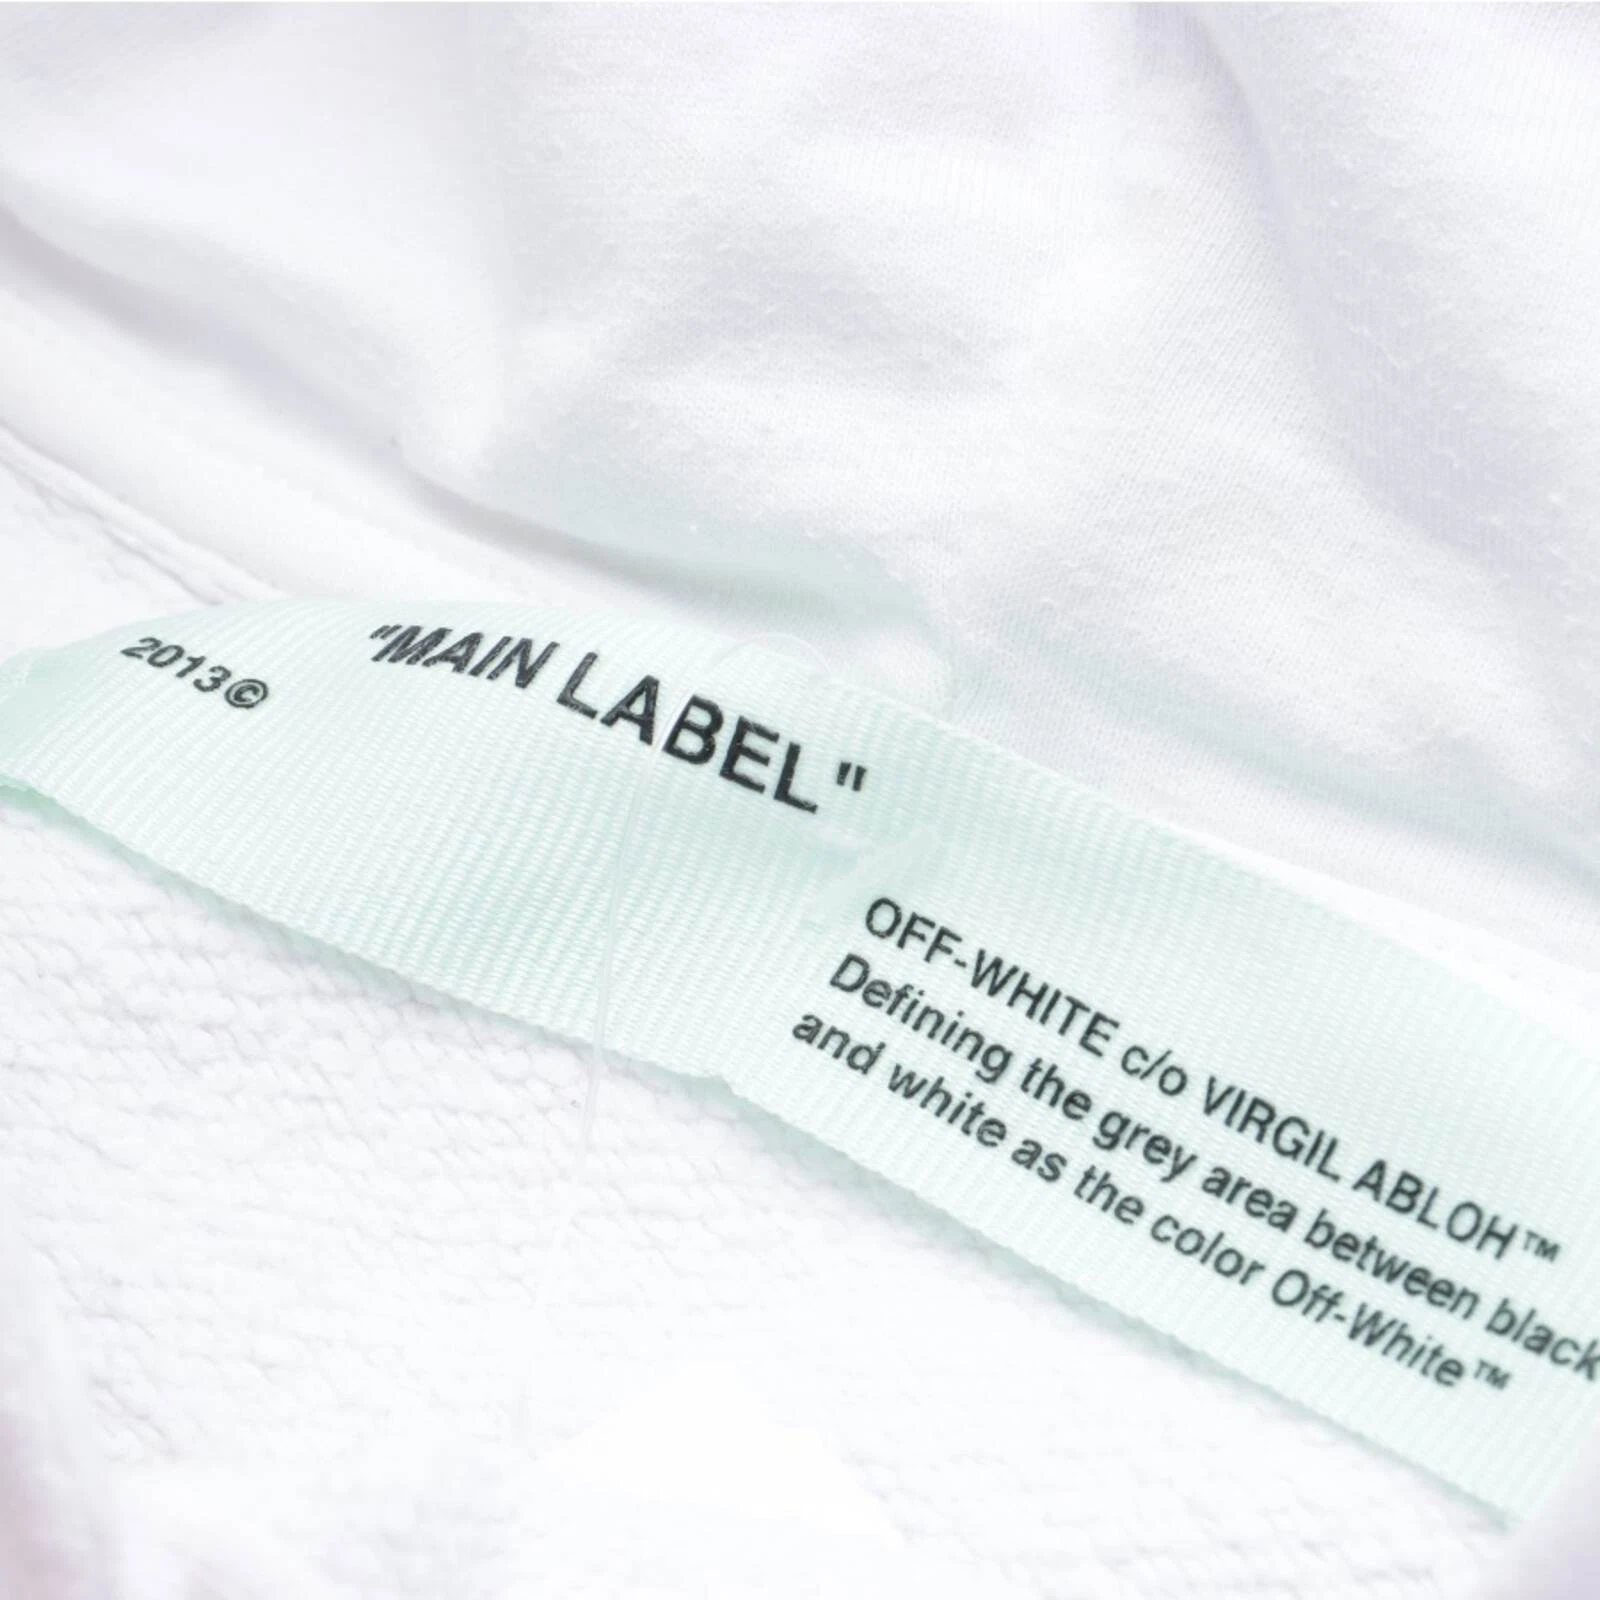 2013©
"MAIN LABEL"
OFF-WHITE c/o VIRGIL ABLOH™
Defining the grey area between black
and white as the color Off-White™